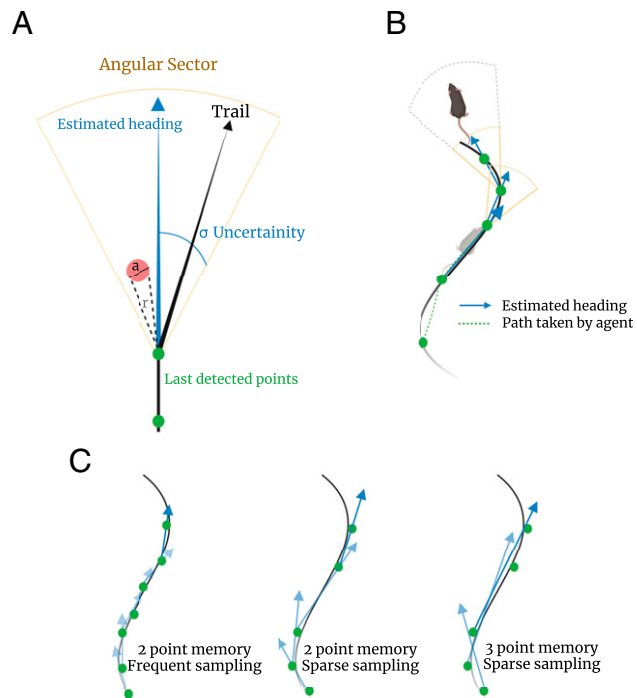 A
Angular Sector
Estimated heading
Trail
σ Uncertainity
a
r
Last detected points
B
Estimated heading
Path taken by agent
C
2 point memory
Frequent sampling
2 point memory
Sparse sampling
3 point memory
Sparse sampling